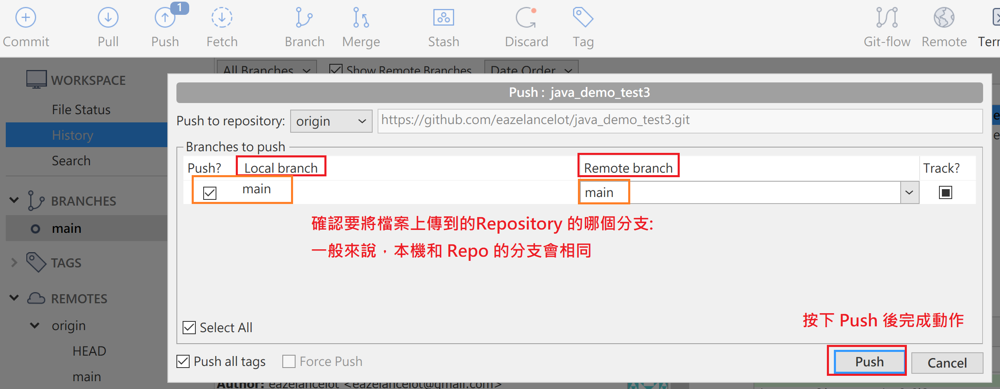 1
Commit Pull Push Fetch Branch Merge Stash Discard Tag Git-flow Remote
All Branches Show Remote Branches Date Order
WORKSPACE
File Status
History
Search
BRANCHES
main
TAGS
REMOTES
origin
HEAD
main
Push : java_demo_test3
Push to repository: origin https://github.com/eazelancelot/java_demo_test3.git
Branches to push
Push? Local branch Remote branch Track?
main main
確認要將檔案上傳到的Repository 的哪個分支:
一般來說，本機和 Repo 的分支會相同
按下 Push 後完成動作
Select All
Push all tags Force Push Push Cancel
Author: eazelancelot <eazelancelot@gmail.com>